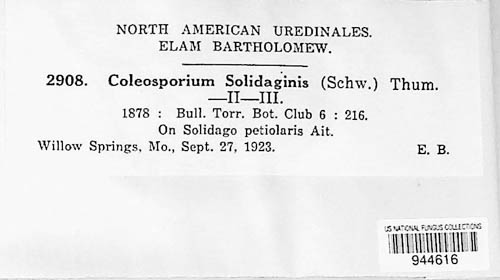 NORTH AMERICAN UREDINALES.
ELAM BARTHOLOMEW.
2908. Coleosporium Solidaginis (Schw.) Thum.
—II—III.
1878 : Bull. Torr. Bot. Club 6 : 216.
On Solidago petiolaris Ait.
Willow Springs, Mo., Sept. 27, 1923. E. B.
US NATIONAL FUNGUS COLLECTIONS
944616